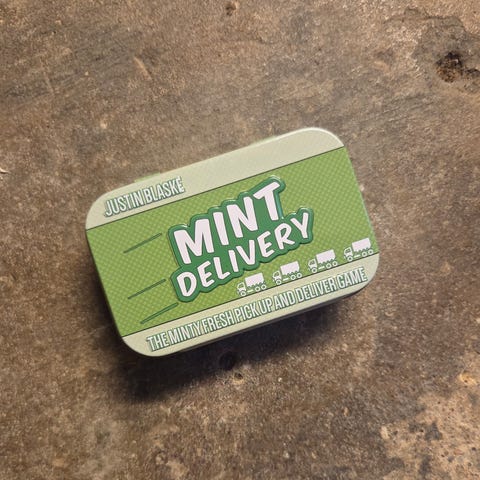 JUSTIN BLASKE
MINT
DELIVERY
THE MINTY FRESH PICK UP AND DELIVER GAME